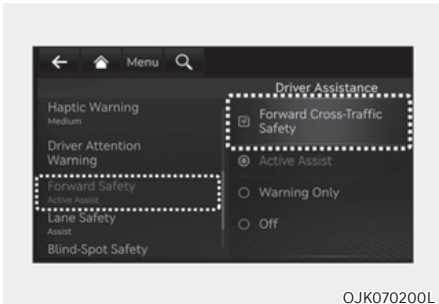 Menu
Driver Assistance
Haptic Warning
Medium
Driver Attention
Warning
Forward Safety
Active Assist
Lane Safety
Assist
Blind-Spot Safety
Forward Cross-Traffic
Safety
Active Assist
Warning Only
Off
OJK070200L